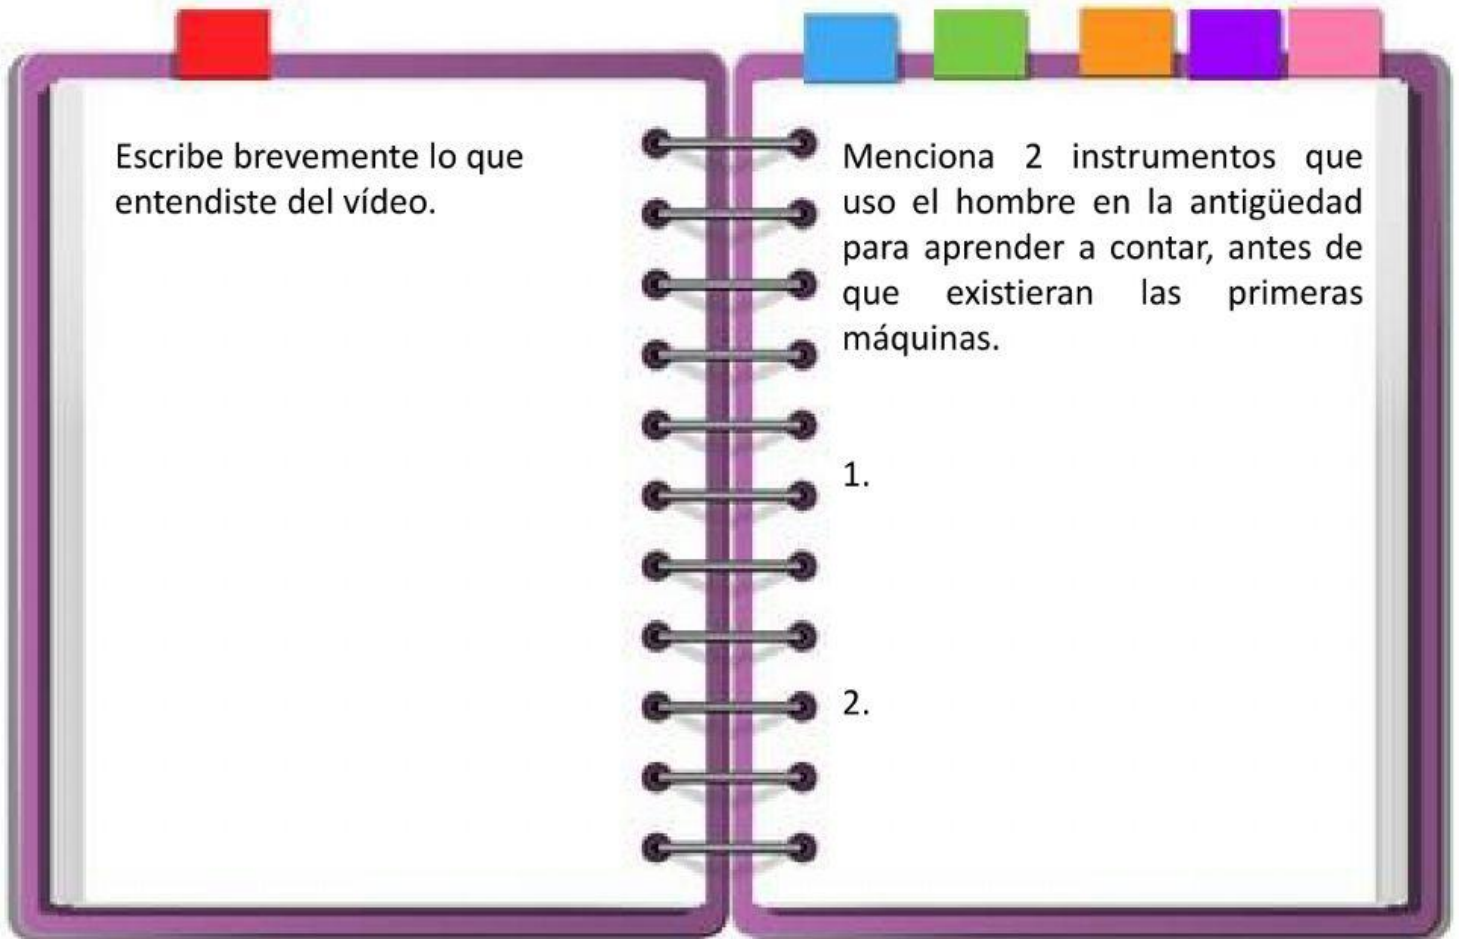 Escribe brevemente lo que
entendiste del vídeo.
Menciona 2 instrumentos que
uso el hombre en la antigüedad
para aprender a contar, antes de
que existieran las primeras
máquinas.
1.
2.